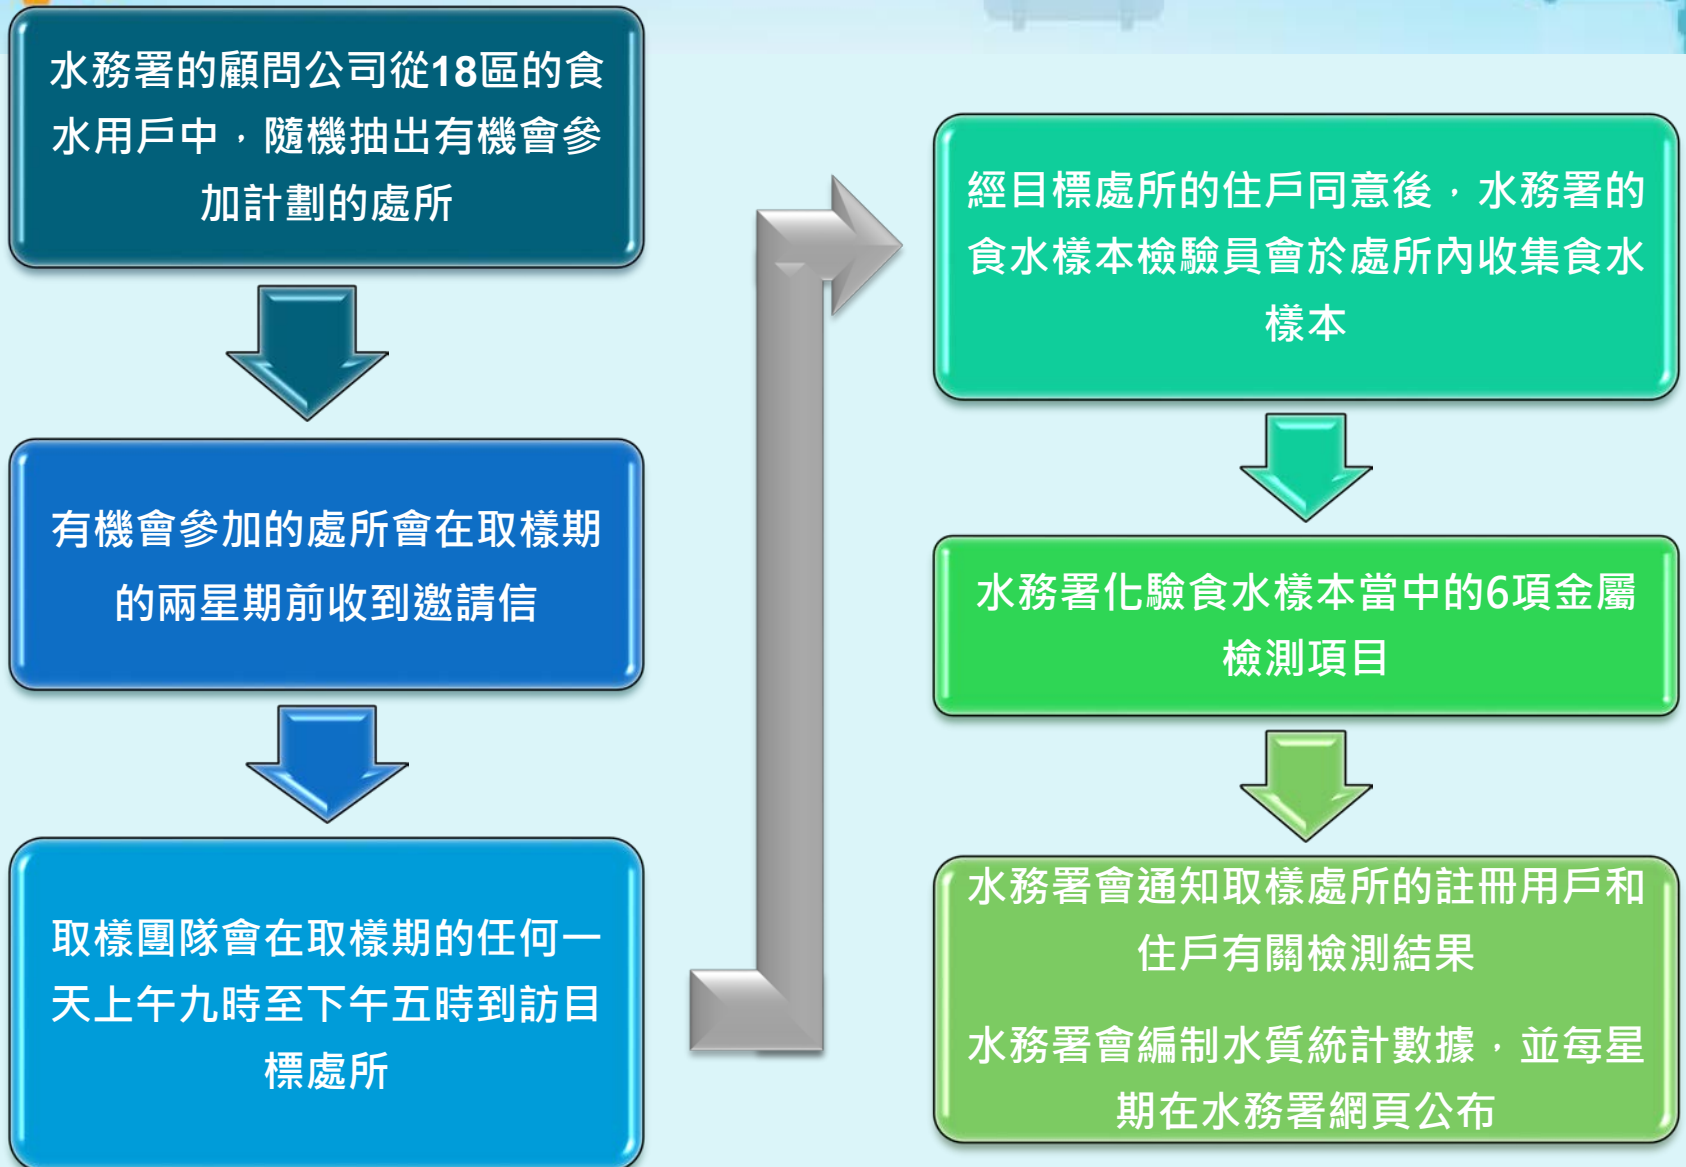 水務署的顧問公司從18區的食
水用戶中，隨機抽出有機會參
加計劃的處所
有機會參加的處所會在取樣期
的兩星期前收到邀請信
取樣團隊會在取樣期的任何一
天上午九時至下午五時到訪目
標處所
經目標處所的住戶同意後，水務署的
食水樣本檢驗員會於處所內收集食水
樣本
水務署化驗食水樣本當中的6項金屬
檢測項目
水務署會通知取樣處所的註冊用戶和
住戶有關檢測結果
水務署會編制水質統計數據，並每星
期在水務署網頁公布